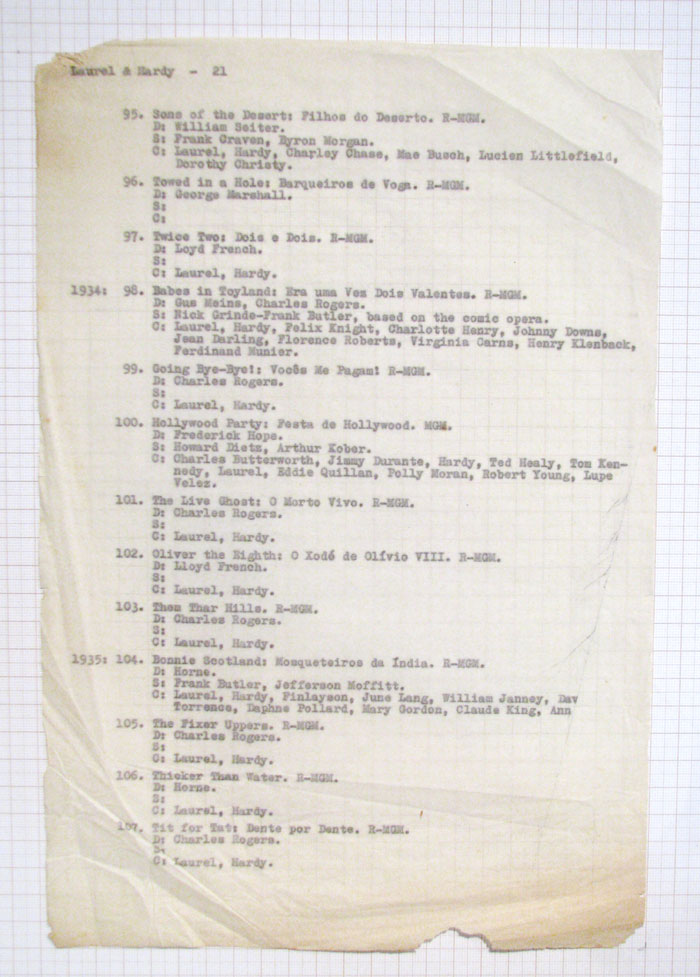 Laurel & Hardy - 21
95. Sons of the Desert: Filhos do Deserto. R-MGM.
D: William Seiter.
S: Frank Craven, Byron Morgan.
C: Laurel, Hardy, Charley Chase, Mae Busch, Lucien Littlefield,
Dorothy Christy.
96. Towed in a Hole: Barqueiros de Voga. R-MGM.
D: George Marshall.
S:
C:
97. Twice Two: Dois e Dois. R-MGM.
D: Loyd French.
S:
C: Laurel, Hardy.
1934: 98. Babes in Toyland: Era uma Vez Dois Valentes. R-MGM.
D: Gus Meins, Charles Rogers.
S: Nick Grinde-Frank Butler, based on the comic opera.
C: Laurel, Hardy, Felix Knight, Charlotte Henry, Johnny Downs,
Jean Darling, Florence Roberts, Virginia Carns, Henry Klenback,
Ferdinand Munier.
99. Going Bye-Bye!: Vocês Me Pagam! R-MGM.
D: Charles Rogers.
S:
C: Laurel, Hardy.
100. Hollywood Party: Festa de Hollywood. MGM.
D: Frederick Hope.
S: Howard Dietz, Arthur Kober.
C: Charles Butterworth, Jimmy Durante, Hardy, Ted Healy, Tom Ken-
nedy, Laurel, Eddie Quillan, Polly Moran, Robert Young, Lupe
Velez.
101. The Live Ghost: O Morto Vivo. R-MGM.
D: Charles Rogers.
S:
C: Laurel, Hardy.
102. Oliver the Eighth: O Xodó de Olívio VIII. R-MGM.
D: Lloyd French.
S:
C: Laurel, Hardy.
103. Them Thar Hills. R-MGM.
D: Charles Rogers.
S:
C: Laurel, Hardy.
1935: 104. Bonnie Scotland: Mosqueteiros da Índia. R-MGM.
D: Horne.
S: Frank Butler, Jefferson Moffitt.
C: Laurel, Hardy, Finlayson, June Lang, William Janney, Dav
Torrence, Daphne Pollard, Mary Gordon, Claude King, Ann
105. The Fixer Uppers. R-MGM.
D: Charles Rogers.
S:
C: Laurel, Hardy.
106. Thicker Than Water. R-MGM.
D: Horne.
S:
C: Laurel, Hardy.
107. Tit for Tat: Dente por Dente. R-MGM.
D: Charles Rogers.
S:
C: Laurel, Hardy.